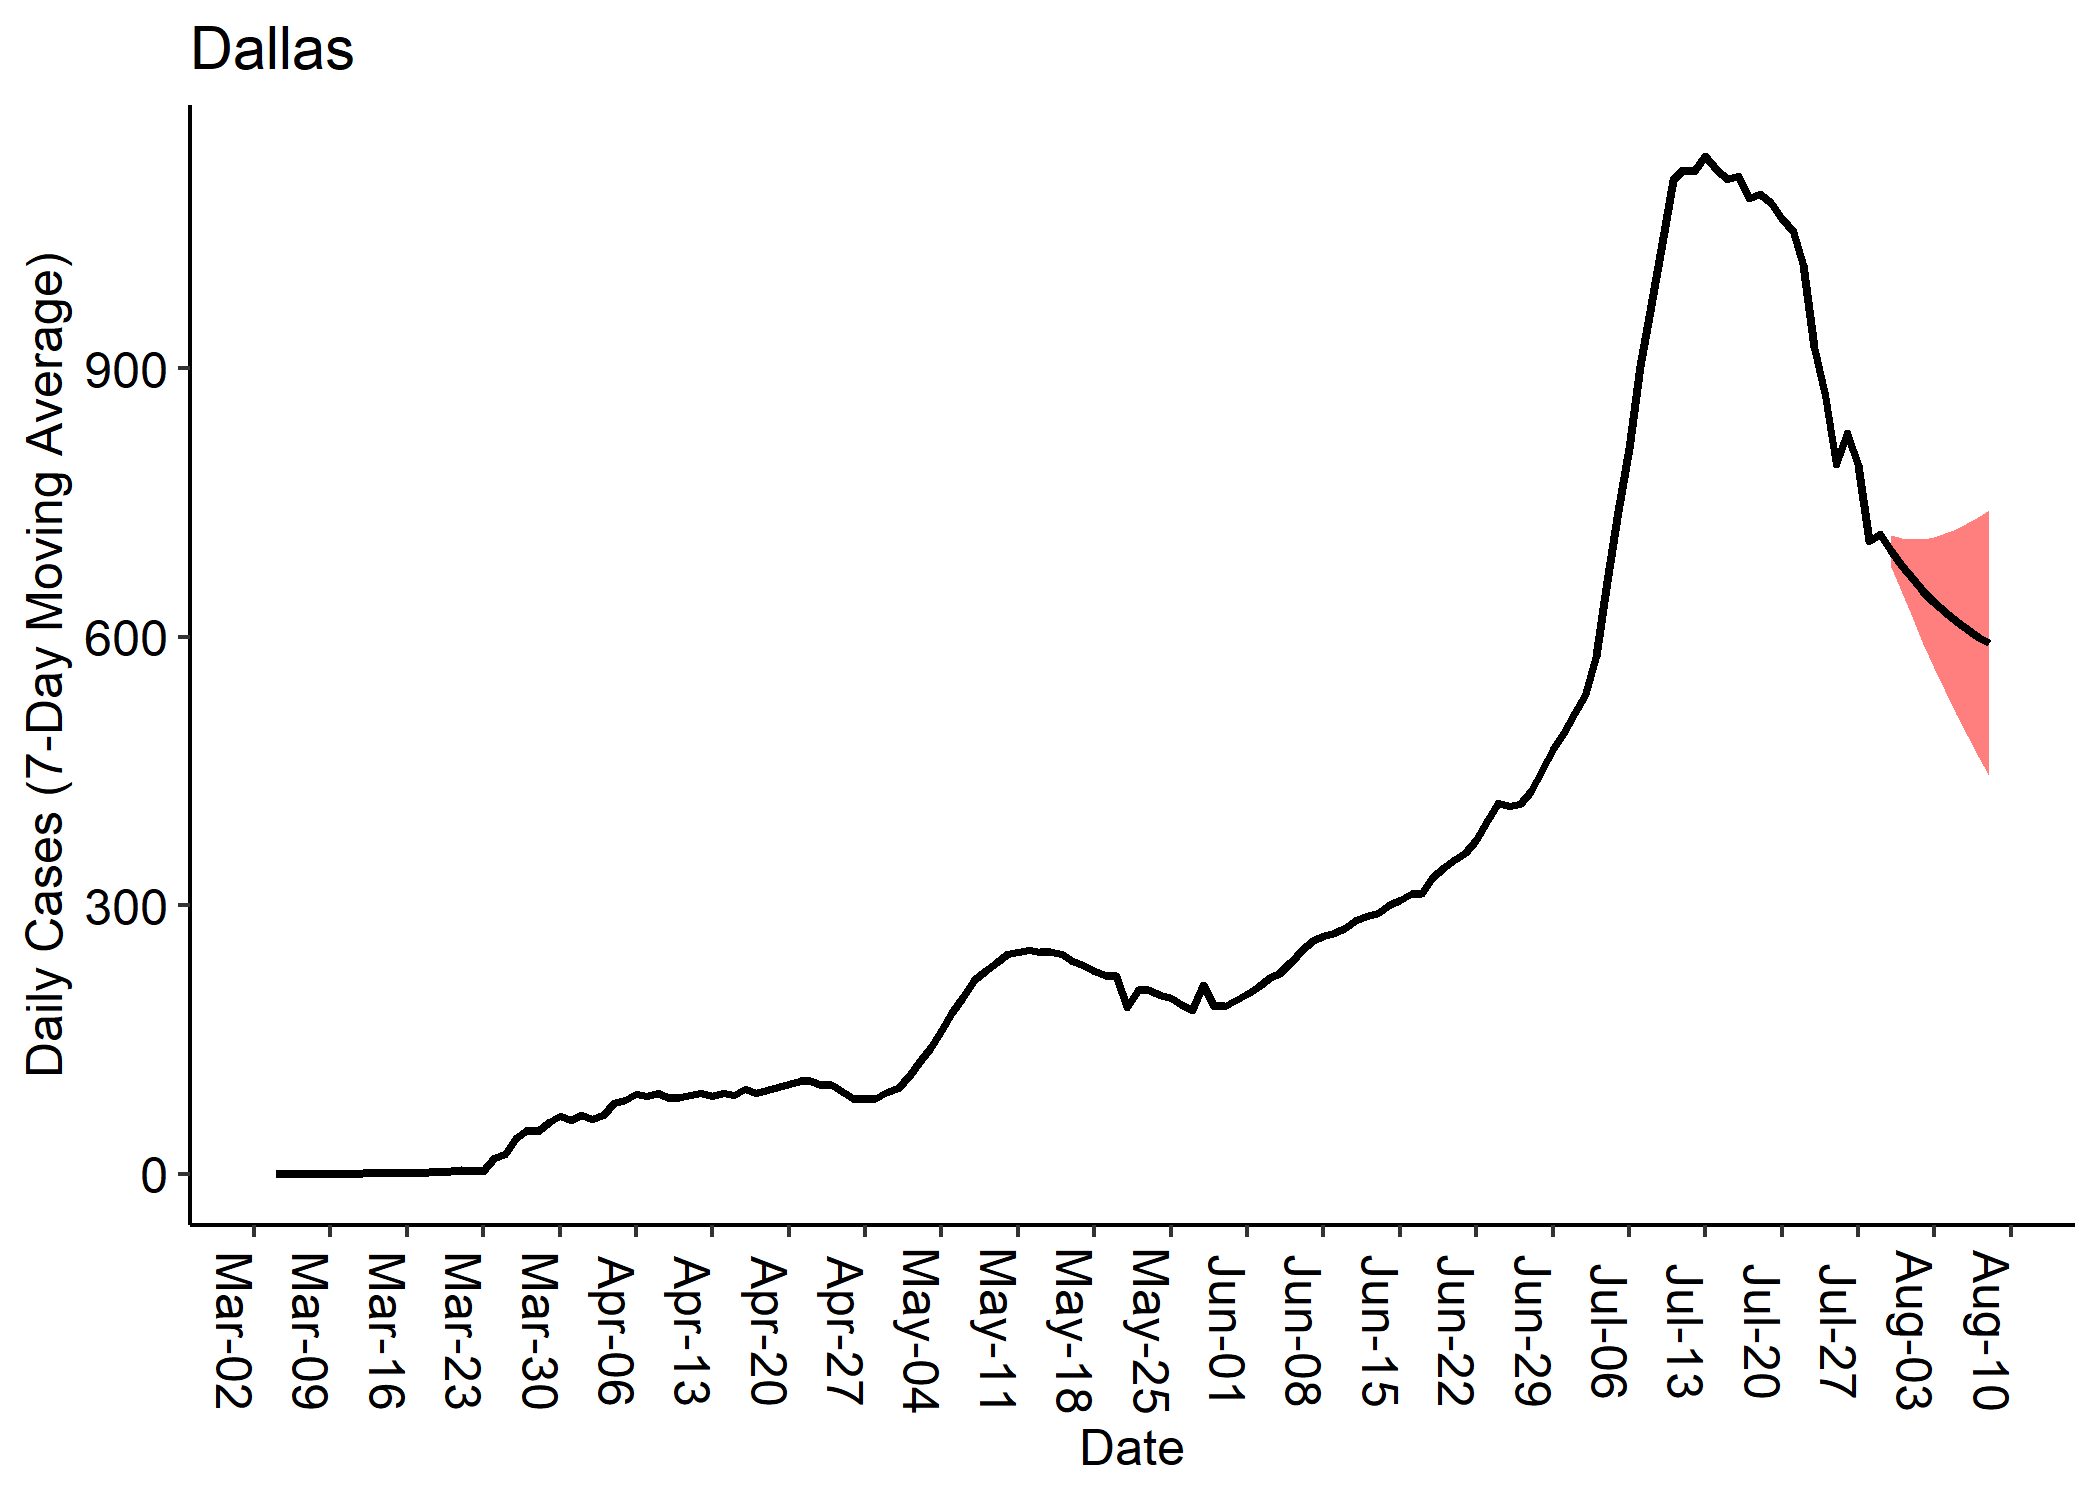 Dallas
Daily Cases (7-Day Moving Average)
900
600
300
0
Mar-02
Mar-09
Mar-16
Mar-23
Mar-30
Apr-06
Apr-13
Apr-20
Apr-27
May-04
May-11
May-18
May-25
Jun-01
Jun-08
Jun-15
Jun-22
Jun-29
Jul-06
Jul-13
Jul-20
Jul-27
Aug-03
Aug-10
Date